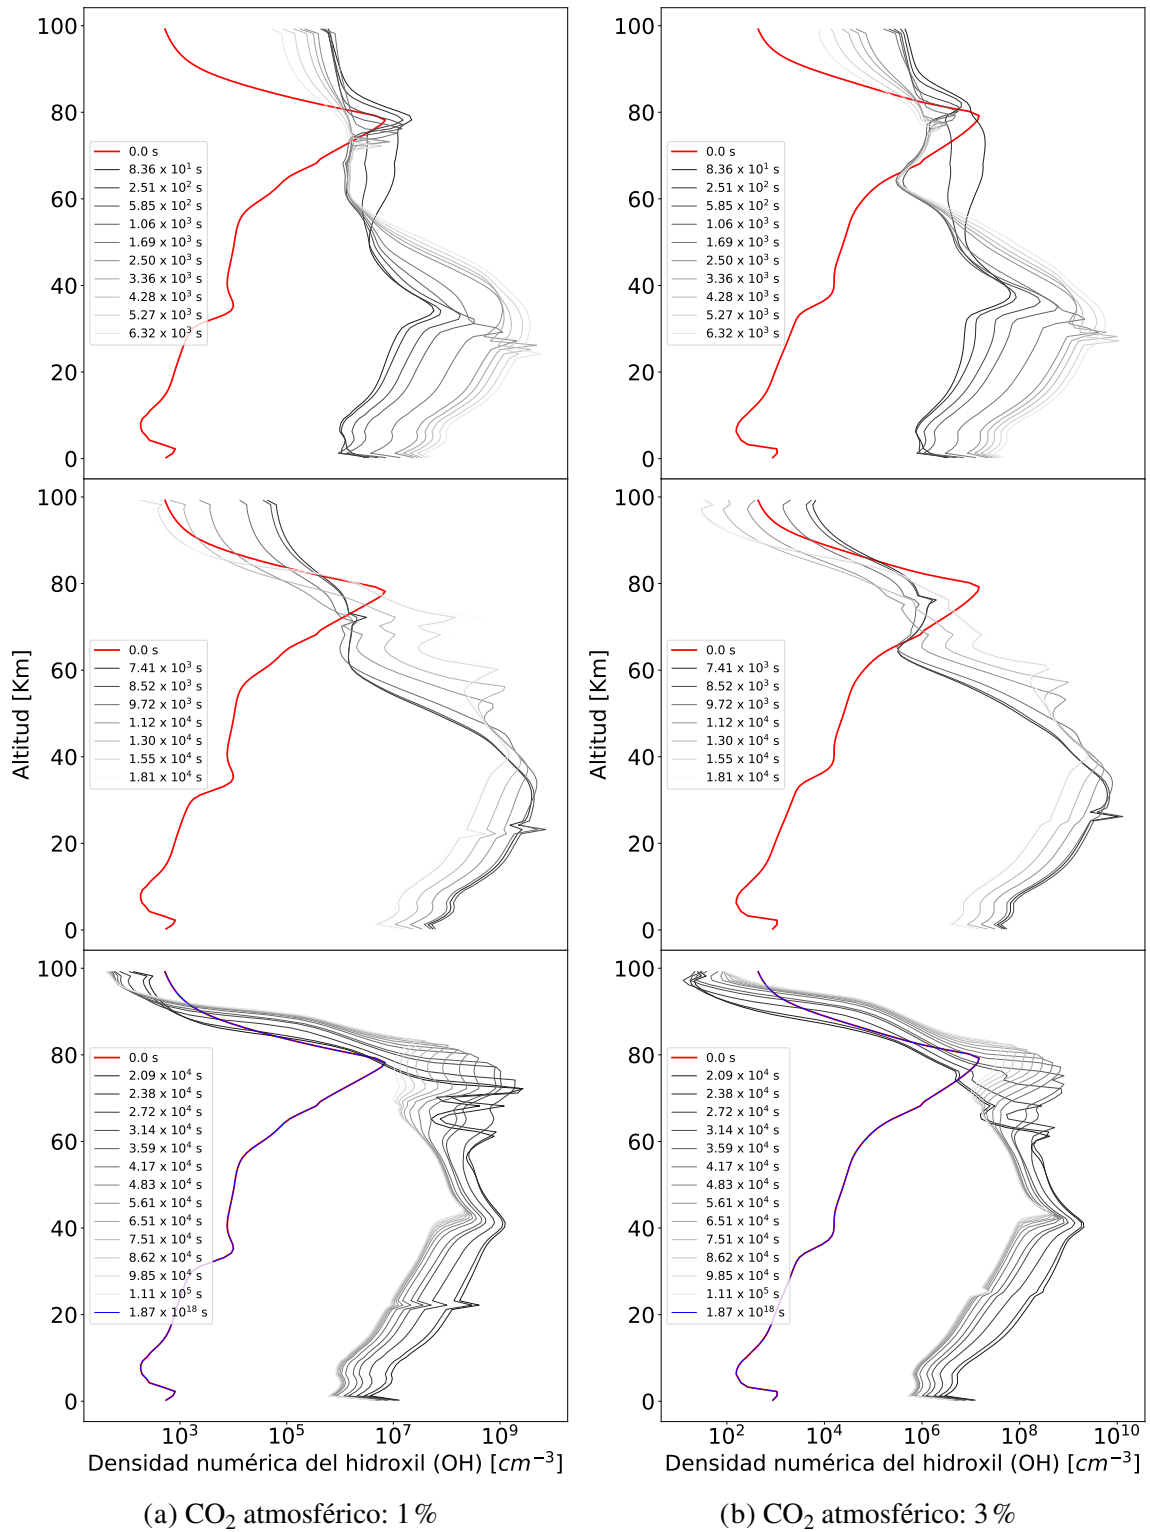 100
80
60
40
20
0
0.0 s
8.36 x 10¹ s
2.51 x 10² s
5.85 x 10² s
1.06 x 10³ s
1.69 x 10³ s
2.50 x 10³ s
3.36 x 10³ s
4.28 x 10³ s
5.27 x 10³ s
6.32 x 10³ s
100
80
60
40
20
0
0.0 s
8.36 x 10¹ s
2.51 x 10² s
5.85 x 10² s
1.06 x 10³ s
1.69 x 10³ s
2.50 x 10³ s
3.36 x 10³ s
4.28 x 10³ s
5.27 x 10³ s
6.32 x 10³ s
Altitud [Km]
100
80
60
40
20
0
0.0 s
7.41 x 10³ s
8.52 x 10³ s
9.72 x 10³ s
1.12 x 10⁴ s
1.30 x 10⁴ s
1.55 x 10⁴ s
1.81 x 10⁴ s
Altitud [Km]
100
80
60
40
20
0
0.0 s
7.41 x 10³ s
8.52 x 10³ s
9.72 x 10³ s
1.12 x 10⁴ s
1.30 x 10⁴ s
1.55 x 10⁴ s
1.81 x 10⁴ s
100
80
60
40
20
0
0.0 s
2.09 x 10⁴ s
2.38 x 10⁴ s
2.72 x 10⁴ s
3.14 x 10⁴ s
3.59 x 10⁴ s
4.17 x 10⁴ s
4.83 x 10⁴ s
5.61 x 10⁴ s
6.51 x 10⁴ s
7.51 x 10⁴ s
8.62 x 10⁴ s
9.85 x 10⁴ s
1.11 x 10⁵ s
1.87 x 10¹⁸ s
10³ 10⁵ 10⁷ 10⁹
Densidad numérica del hidroxil (OH) [cm⁻³]
100
80
60
40
20
0
0.0 s
2.09 x 10⁴ s
2.38 x 10⁴ s
2.72 x 10⁴ s
3.14 x 10⁴ s
3.59 x 10⁴ s
4.17 x 10⁴ s
4.83 x 10⁴ s
5.61 x 10⁴ s
6.51 x 10⁴ s
7.51 x 10⁴ s
8.62 x 10⁴ s
9.85 x 10⁴ s
1.11 x 10⁵ s
1.87 x 10¹⁸ s
10² 10⁴ 10⁶ 10⁸ 10¹⁰
Densidad numérica del hidroxil (OH) [cm⁻³]
(a) CO₂ atmosférico: 1 %
(b) CO₂ atmosférico: 3 %